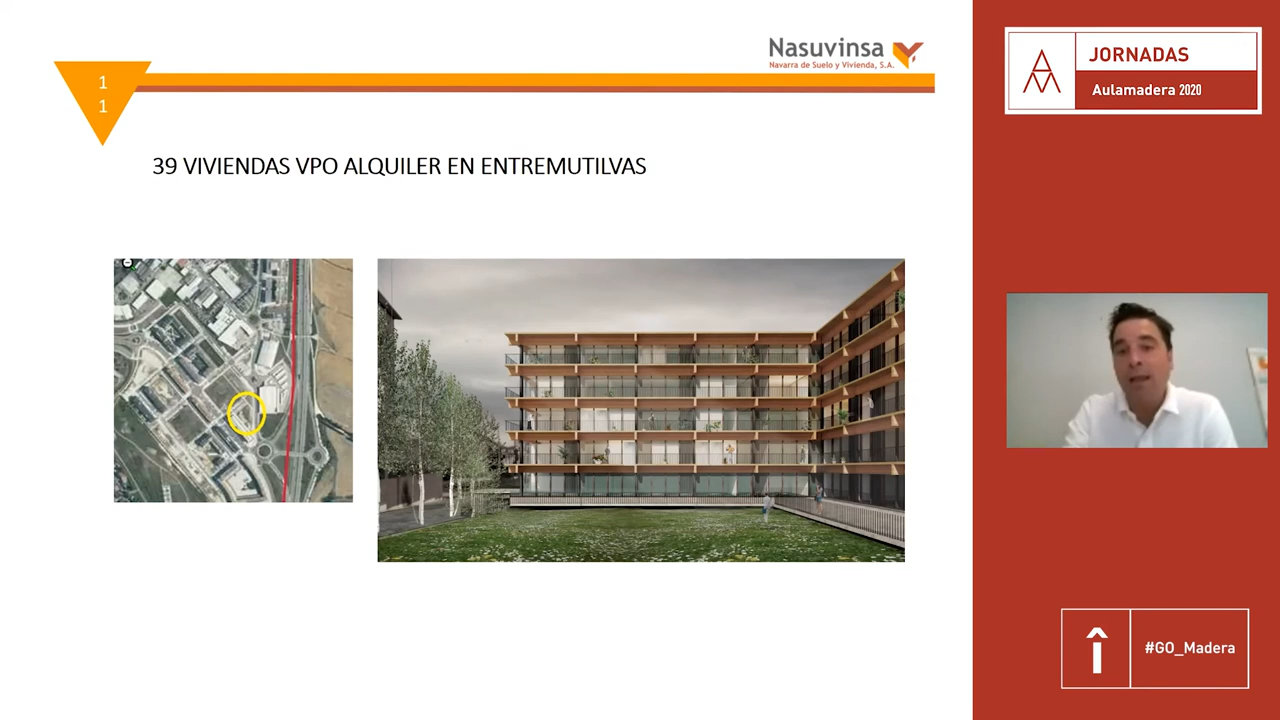 Nasuvinsa
Navarra de Suelo y Vivienda, S.A.
1
1
39 VIVIENDAS VPO ALQUILER EN ENTREMUTILVAS
JORNADAS
Aulamadera 2020
#GO_Madera